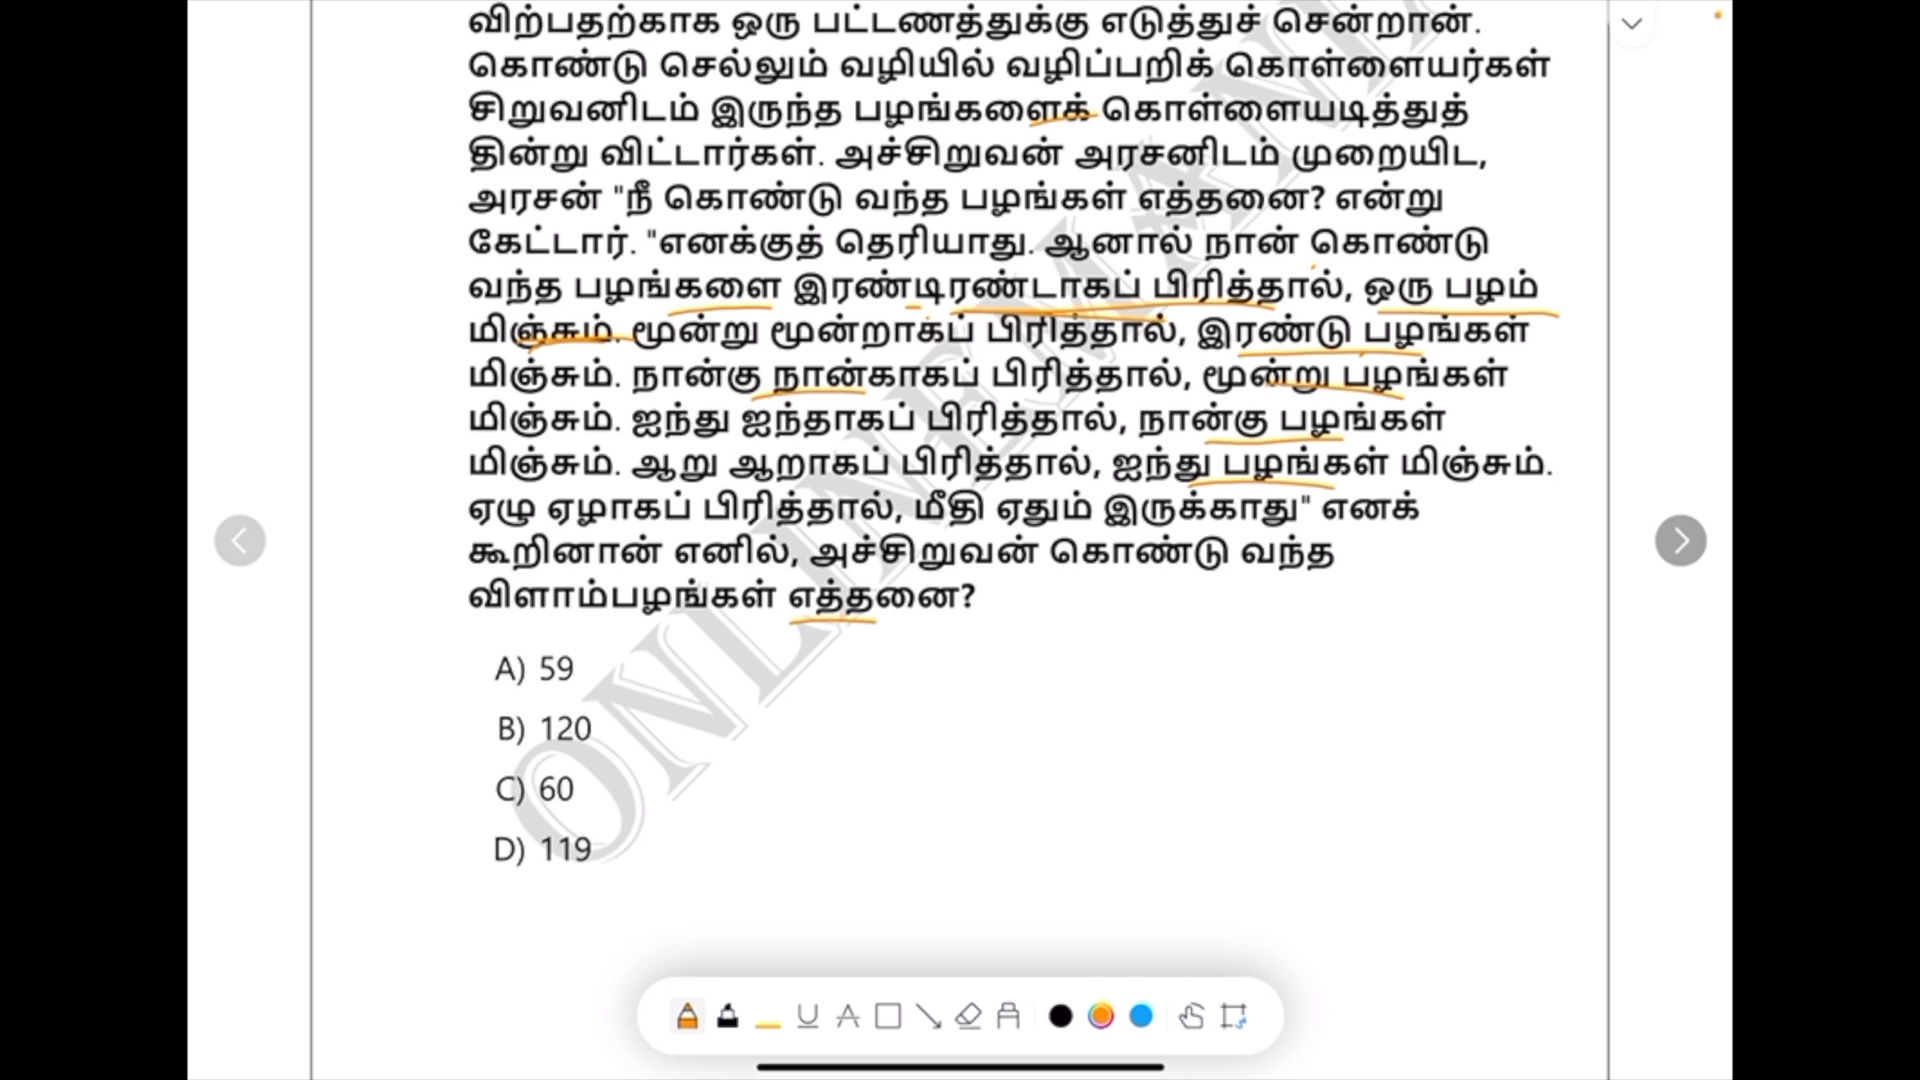 விற்பதற்காக ஒரு பட்டணத்துக்கு எடுத்துச் சென்றான்.
கொண்டு செல்லும் வழியில் வழிப்பறிக் கொள்ளையர்கள்
சிறுவனிடம் இருந்த பழங்களைக் கொள்ளையடித்துத்
தின்று விட்டார்கள். அச்சிறுவன் அரசனிடம் முறையிட,
அரசன் "நீ கொண்டு வந்த பழங்கள் எத்தனை? என்று
கேட்டார். "எனக்குத் தெரியாது. ஆனால் நான் கொண்டு
வந்த பழங்களை இரண்டிரண்டாகப் பிரித்தால், ஒரு பழம்
மிஞ்சும். மூன்று மூன்றாகப் பிரித்தால், இரண்டு பழங்கள்
மிஞ்சும். நான்கு நான்காகப் பிரித்தால், மூன்று பழங்கள்
மிஞ்சும். ஐந்து ஐந்தாகப் பிரித்தால், நான்கு பழங்கள்
மிஞ்சும். ஆறு ஆறாகப் பிரித்தால், ஐந்து பழங்கள் மிஞ்சும்.
ஏழு ஏழாகப் பிரித்தால், மீதி ஏதும் இருக்காது" எனக்
கூறினான் எனில், அச்சிறுவன் கொண்டு வந்த
விளாம்பழங்கள் எத்தனை?
A) 59
B) 120
C) 60
D) 119